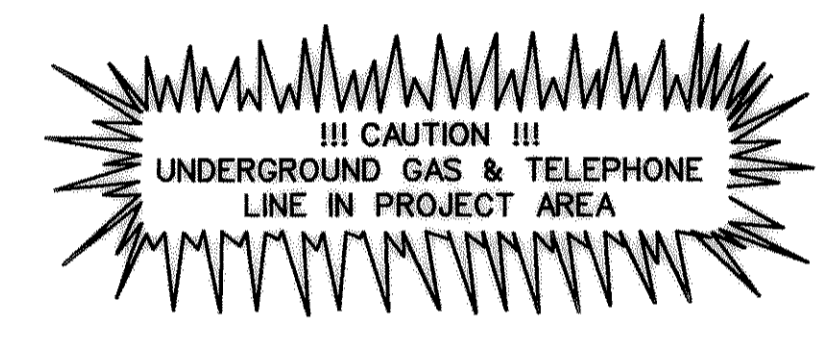 !!! CAUTION !!!
UNDERGROUND GAS & TELEPHONE
LINE IN PROJECT AREA